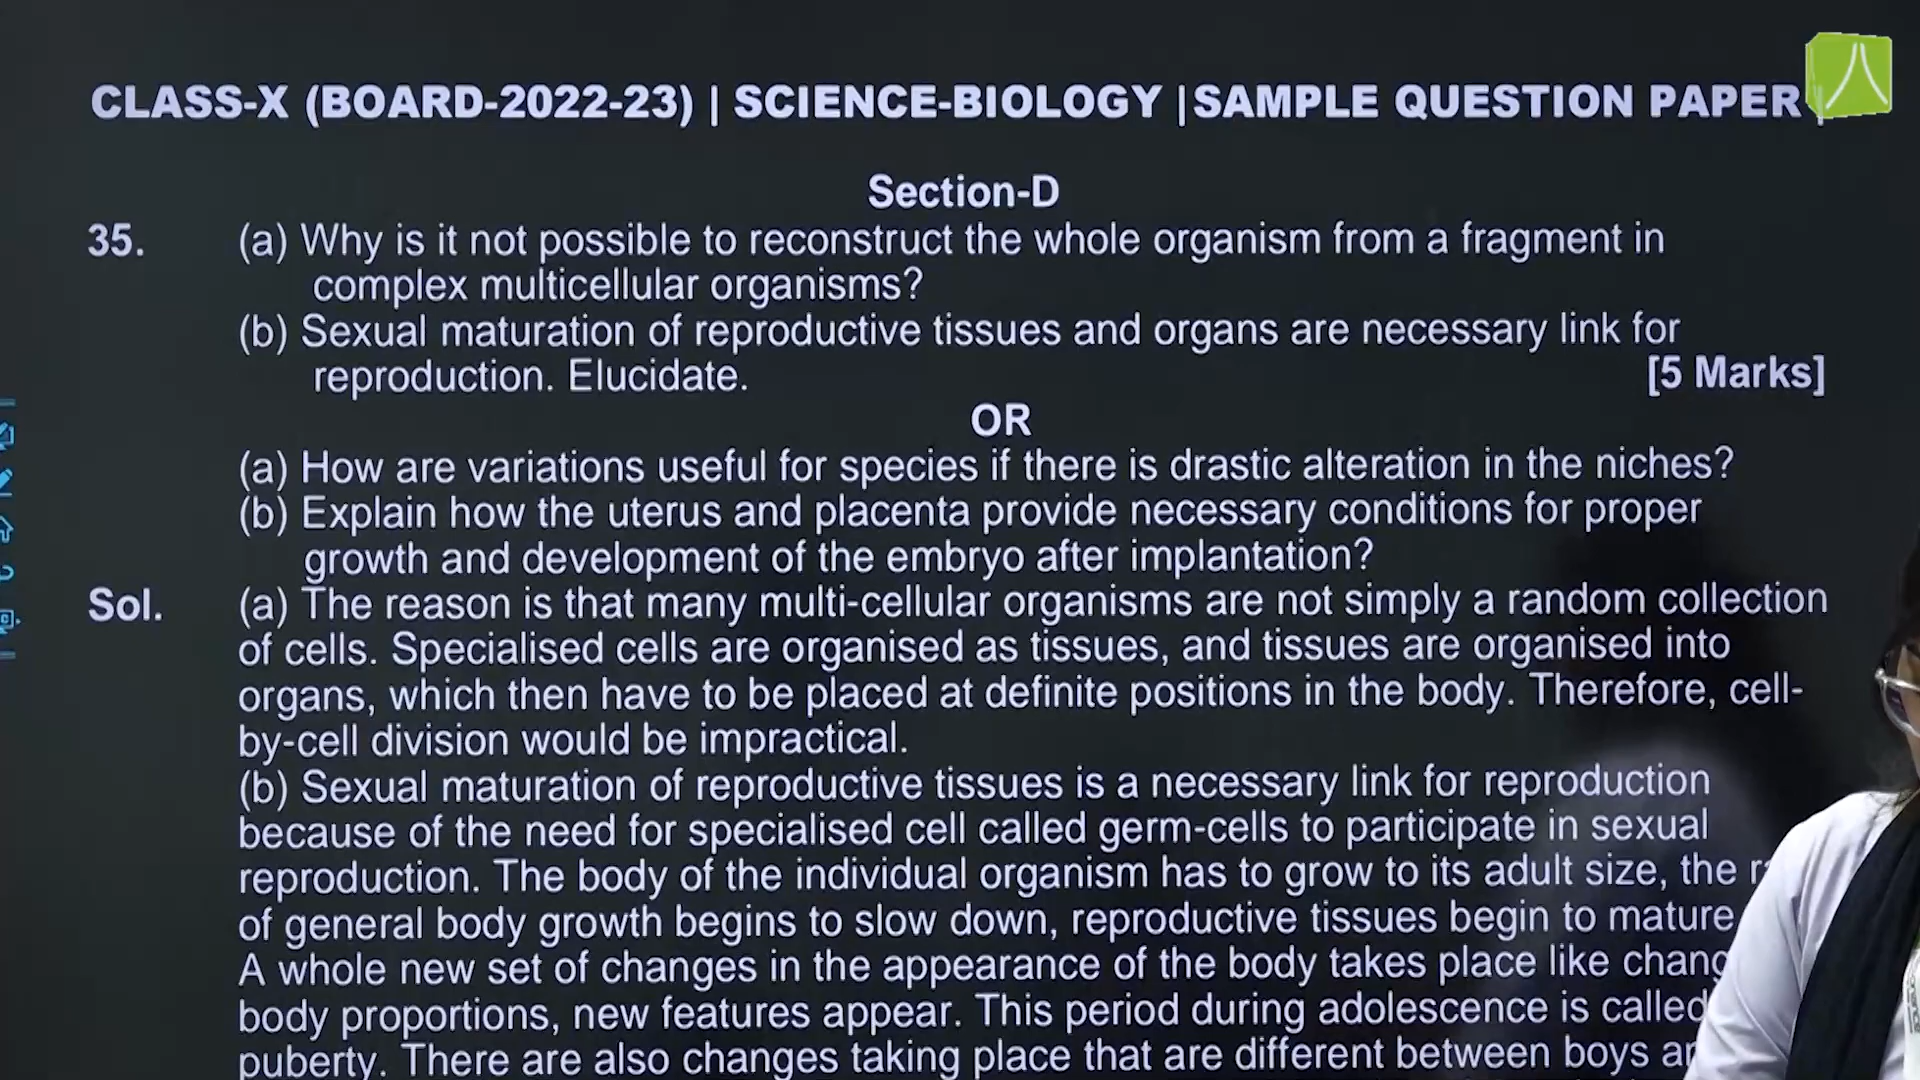 CLASS-X (BOARD-2022-23) | SCIENCE-BIOLOGY |SAMPLE QUESTION PAPER |
Section-D
35. (a) Why is it not possible to reconstruct the whole organism from a fragment in
complex multicellular organisms?
(b) Sexual maturation of reproductive tissues and organs are necessary link for
reproduction. Elucidate. [5 Marks]
OR
(a) How are variations useful for species if there is drastic alteration in the niches?
(b) Explain how the uterus and placenta provide necessary conditions for proper
growth and development of the embryo after implantation?
Sol. (a) The reason is that many multi-cellular organisms are not simply a random collection
of cells. Specialised cells are organised as tissues, and tissues are organised into
organs, which then have to be placed at definite positions in the body. Therefore, cell-
by-cell division would be impractical.
(b) Sexual maturation of reproductive tissues is a necessary link for reproduction
because of the need for specialised cell called germ-cells to participate in sexual
reproduction. The body of the individual organism has to grow to its adult size, the
of general body growth begins to slow down, reproductive tissues begin to mature
A whole new set of changes in the appearance of the body takes place like
body proportions, new features appear. This period during adolescence is called
puberty. There are also changes taking place that are different between boys